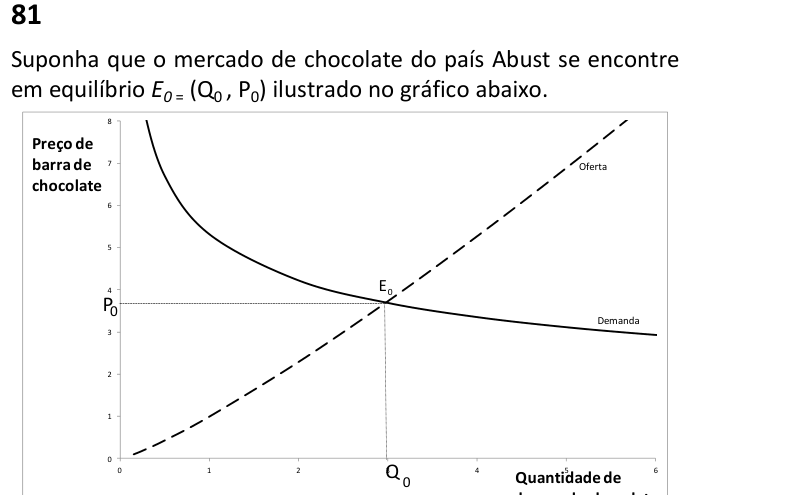 81
Suponha que o mercado de chocolate do país Abust se encontre
em equilíbrio E0 = (Q0 , P0) ilustrado no gráfico abaixo.
Preço de
barra de
chocolate
8
7
6
5
4
3
2
1
0
P0
E0
Oferta
Demanda
0
1
2
Q0
4
5
6
Quantidade de